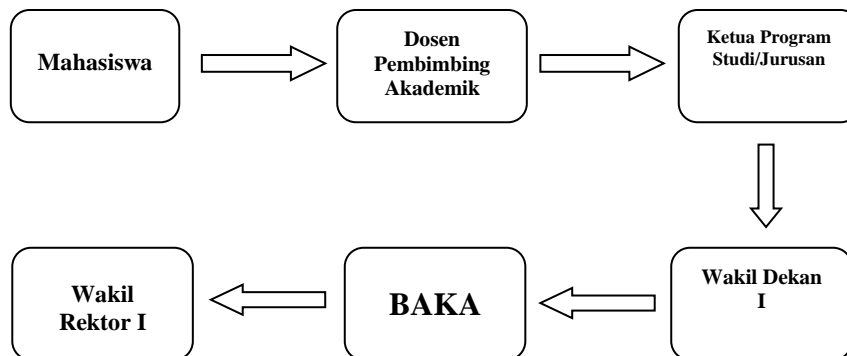 Mahasiswa
Dosen
Pembimbing
Akademik
Ketua Program
Studi/Jurusan
Wakil Dekan
I
BAKA
Wakil
Rektor I